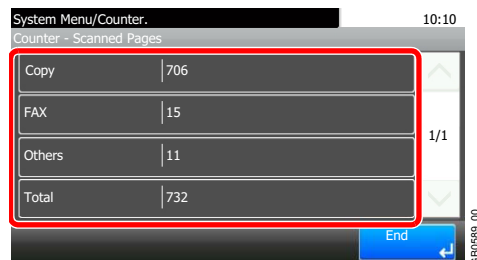 System Menu/Counter. 10:10
Counter - Scanned Pages
Copy 706
FAX 15
1/1
Others 11
Total 732
End
GB0589_00